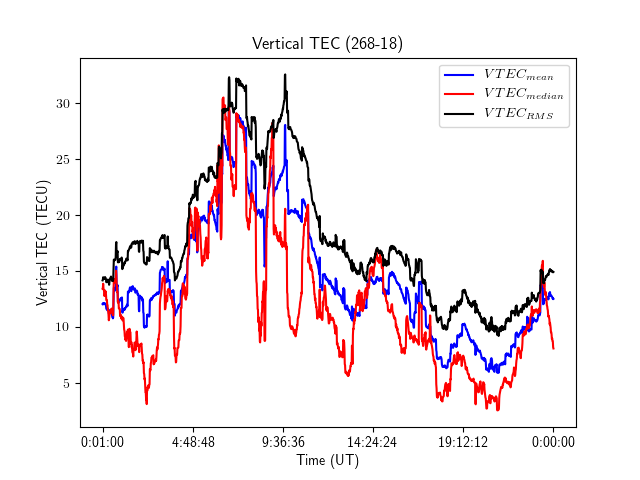 Vertical TEC (268-18)
VTEC_mean
VTEC_median
VTEC_RMS
Vertical TEC (TECU)
30
25
20
15
10
5
0:01:00 4:48:48 9:36:36 14:24:24 19:12:12 0:00:00
Time (UT)